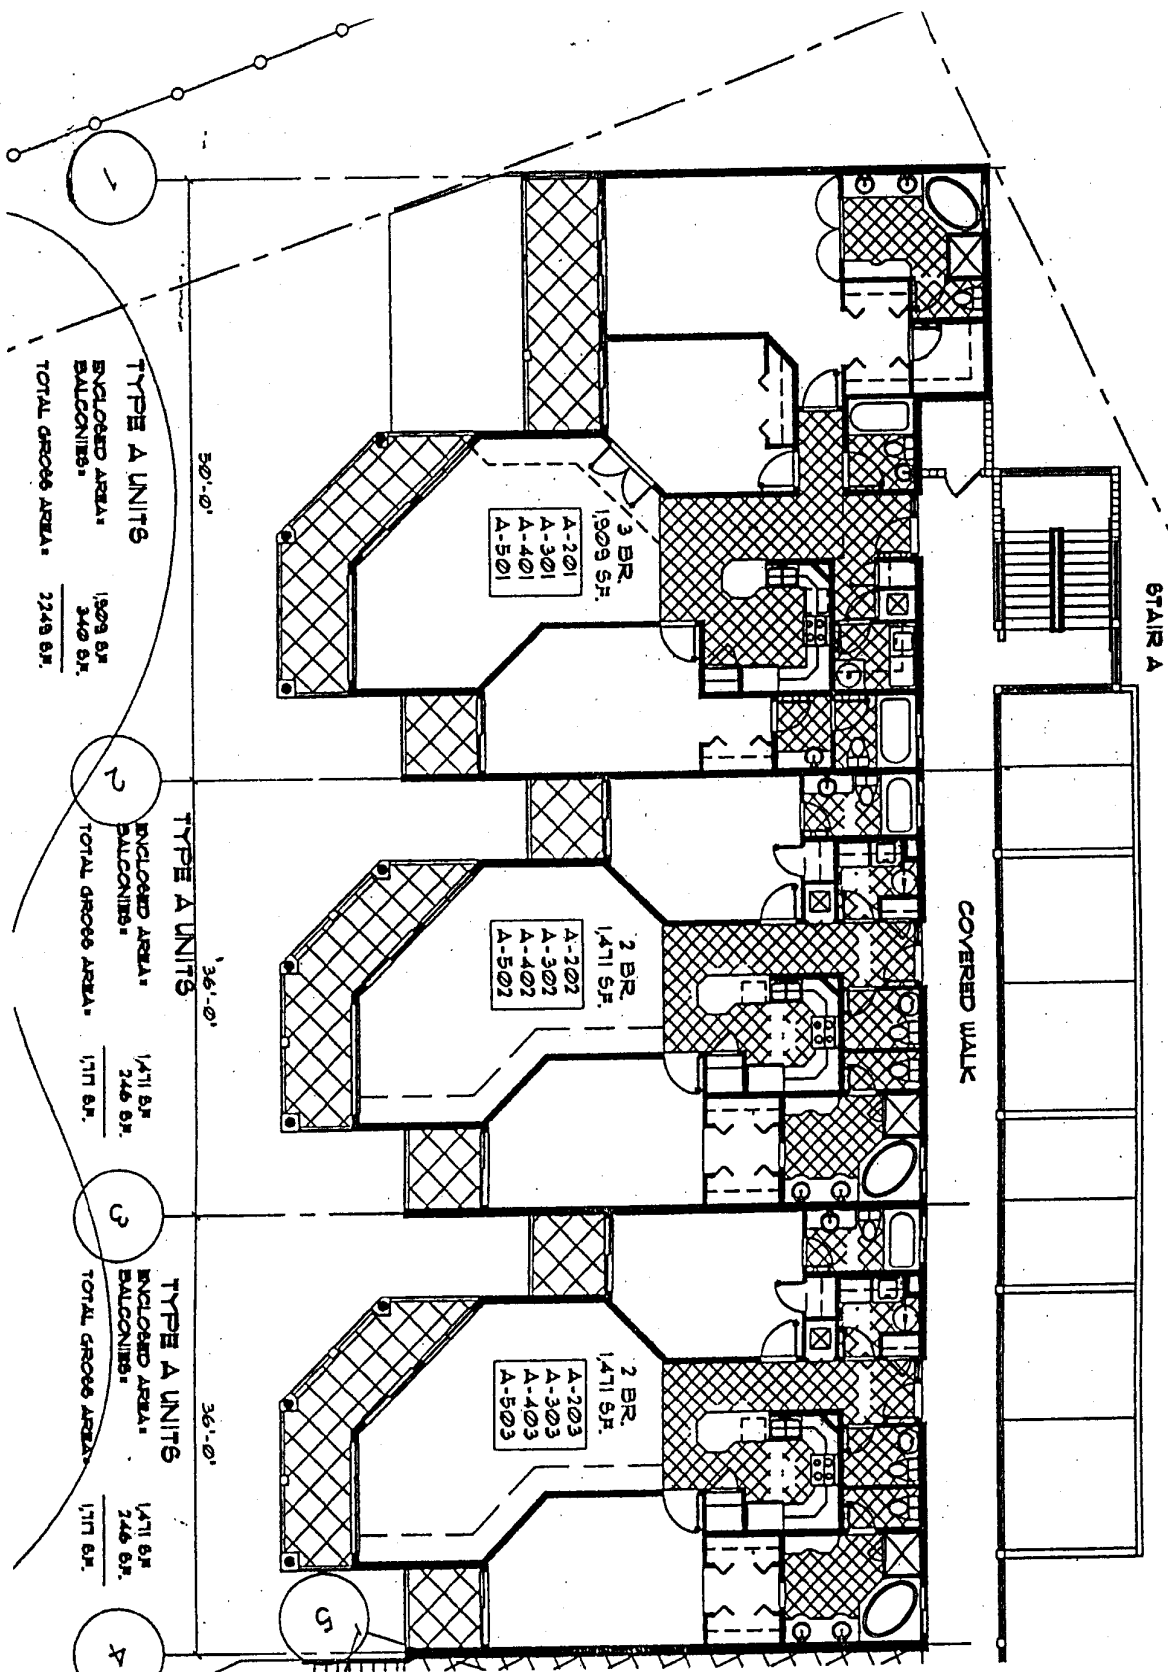 STAIR A
COVERED WALK
3 BR.
1,909 S.F.
A-201
A-301
A-401
A-501
2 BR.
1,471 S.F.
A-202
A-302
A-402
A-502
2 BR.
1,471 S.F.
A-203
A-303
A-403
A-503
50'-0"
36'-0"
36'-0"
1
2
3
4
5
TYPE A UNITS
ENCLOSED AREA: 1,909 S.F.
BALCONIES: 340 S.F.
TOTAL GROSS AREA: 2249 S.F.
TYPE A UNITS
ENCLOSED AREA: 1,471 S.F.
BALCONIES: 246 S.F.
TOTAL GROSS AREA: 1,717 S.F.
TYPE A UNITS
ENCLOSED AREA: 1,471 S.F.
BALCONIES: 246 S.F.
TOTAL GROSS AREA: 1,717 S.F.